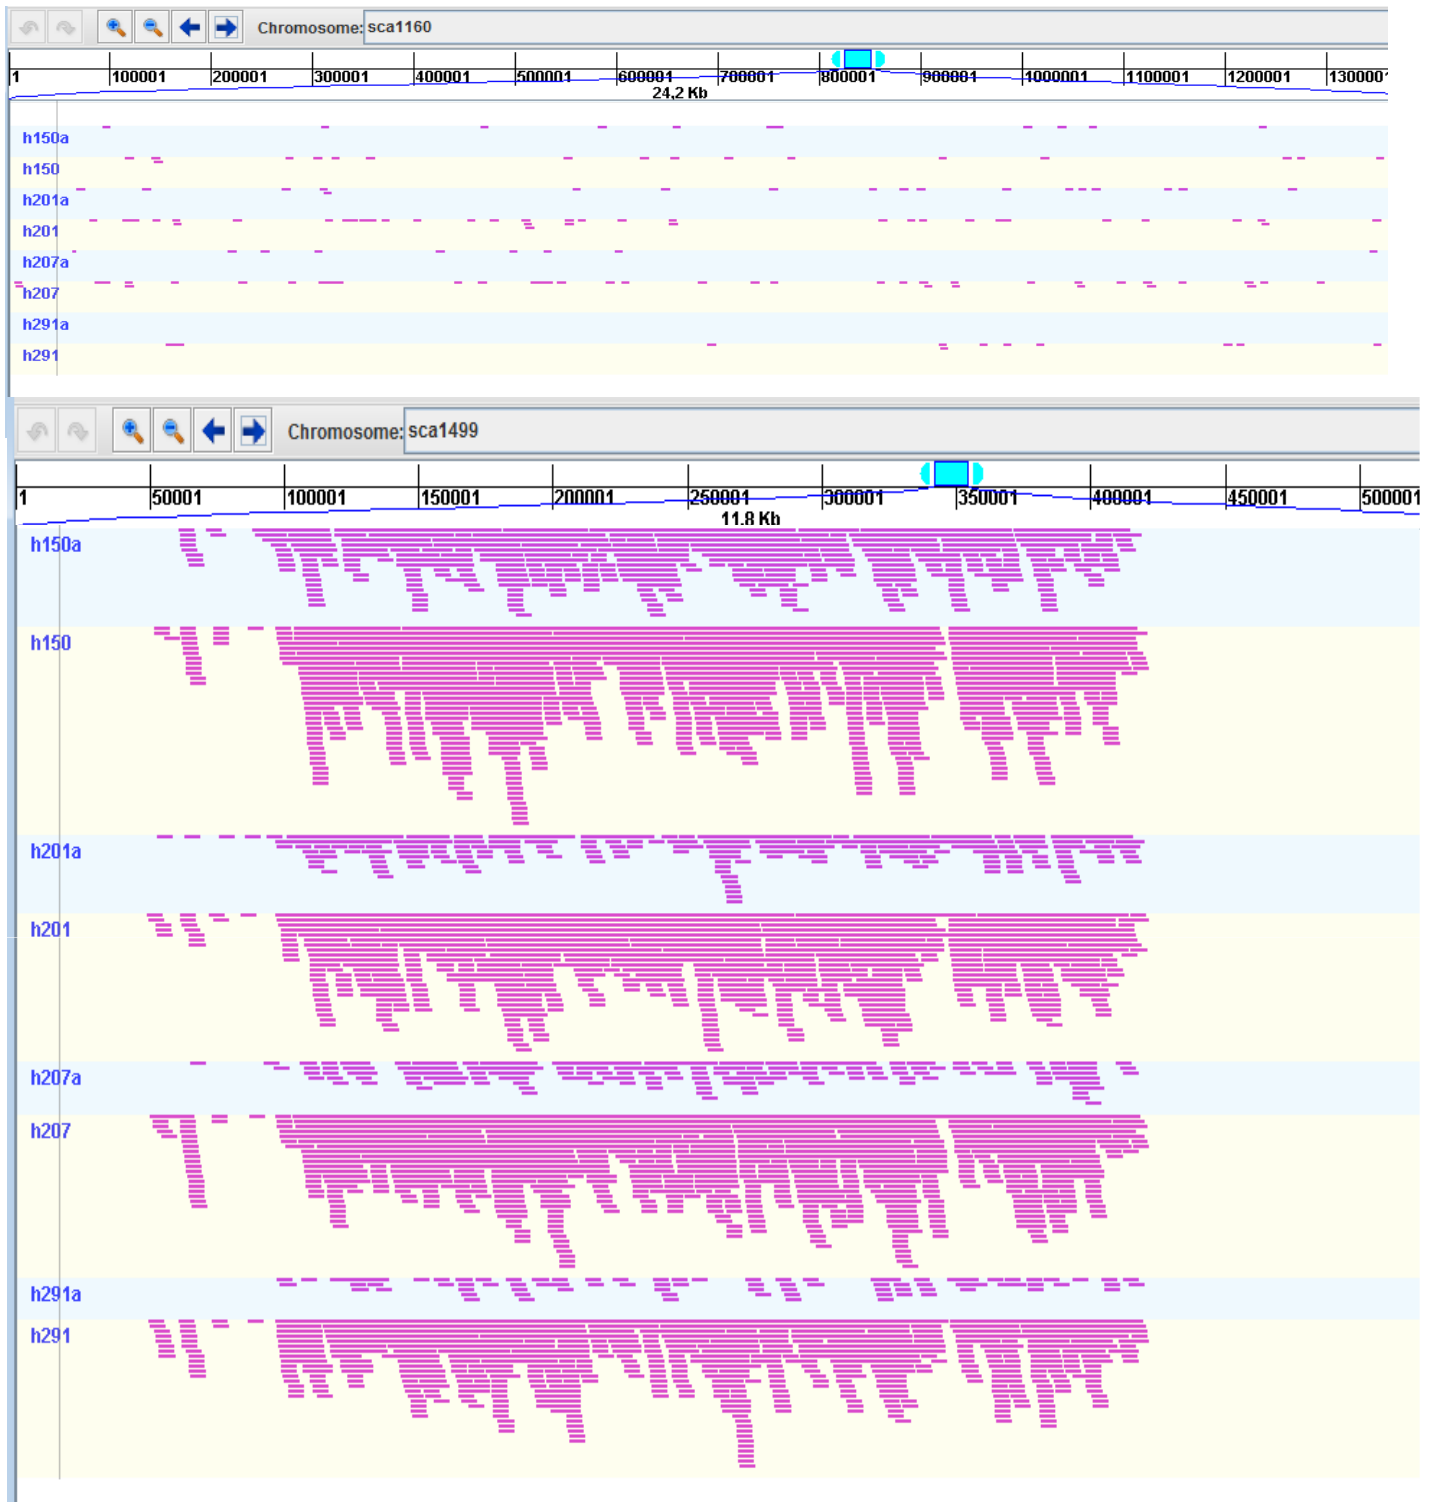 Chromosome: sca1160
1 100001 200001 300001 400001 500001 600001 700001 800001 900001 1000001 1100001 1200001 1300001
24,2 Kb
h150a
h150
h201a
h201
h207a
h207
h291a
h291
Chromosome: sca1499
1 50001 100001 150001 200001 250001 300001 350001 400001 450001 500001
11.8 Kb
h150a
h150
h201a
h201
h207a
h207
h291a
h291